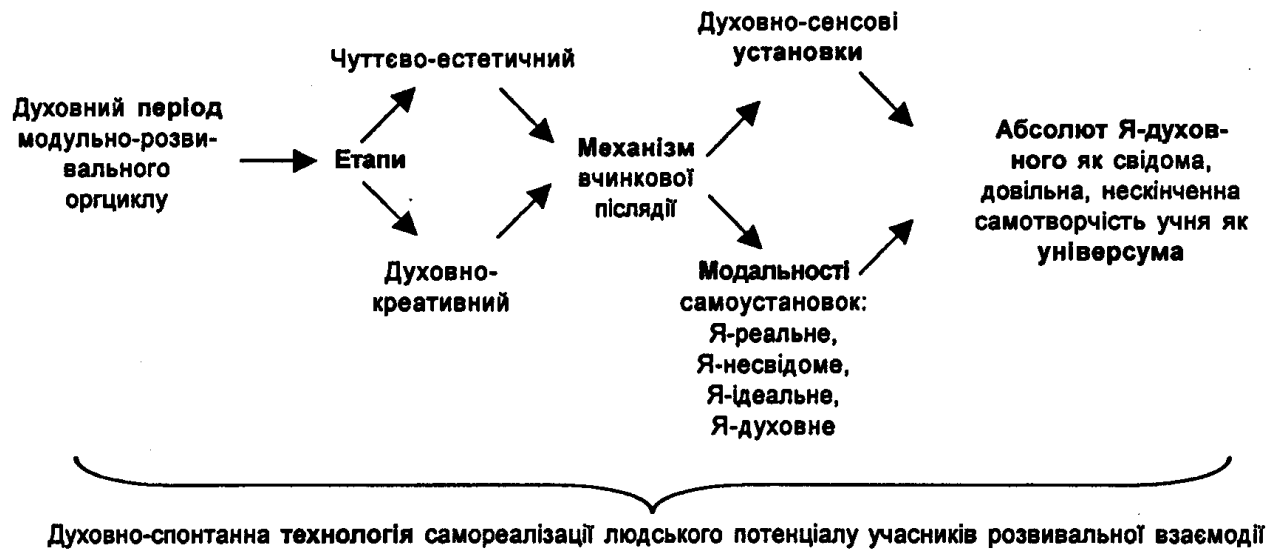 Духовний період
модульно-розви-
вального
оргциклу
Етапи
Чуттєво-естетичний
Духовно-
креативний
Механізм
вчинкової
післядії
Духовно-сенсові
установки
Модальності
самоустановок:
Я-реальне,
Я-несвідоме,
Я-ідеальне,
Я-духовне
Абсолют Я-духов-
ного як свідома,
довільна, нескінченна
самотворчість учня як
універсума
Духовно-спонтанна технологія самореалізації людського потенціалу учасників розвивальної взаємодії